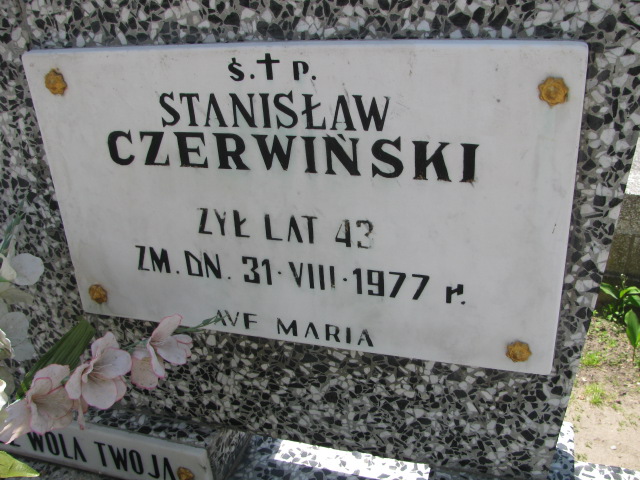 Ś.✝P.
STANISŁAW
CZERWIŃSKI
ŻYŁ LAT 43
ZM. DN. 31·VIII·1977 r.
AVE MARIA
WOLA TWOJA